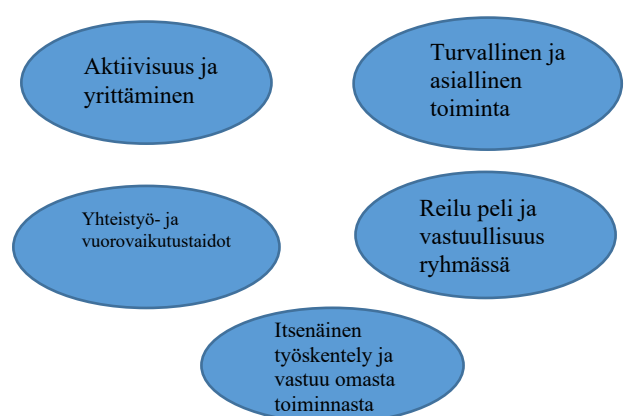 Aktiivisuus ja
yrittäminen
Turvallinen ja
asiallinen
toiminta
Yhteistyö- ja
vuorovaikutustaidot
Reilu peli ja
vastuullisuus
ryhmässä
Itsenäinen
työskentely ja
vastuu omasta
toiminnasta